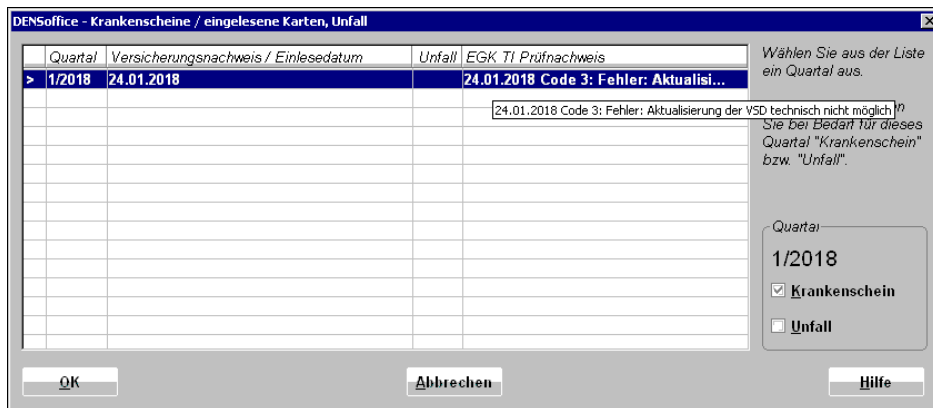 DENSoffice - Krankenscheine / eingelesene Karten, Unfall
Quartal Versicherungsnachweis / Einlesedatum Unfall EGK TI Prüfnachweis
> 1/2018 24.01.2018 24.01.2018 Code 3: Fehler: Aktualisi...
24.01.2018 Code 3: Fehler: Aktualisierung der VSD technisch nicht möglich
Wählen Sie aus der Liste
ein Quartal aus.
Sie bei Bedarf für dieses
Quartal "Krankenschein"
bzw. "Unfall".
Quartal
1/2018
Krankenschein
Unfall
OK Abbrechen Hilfe